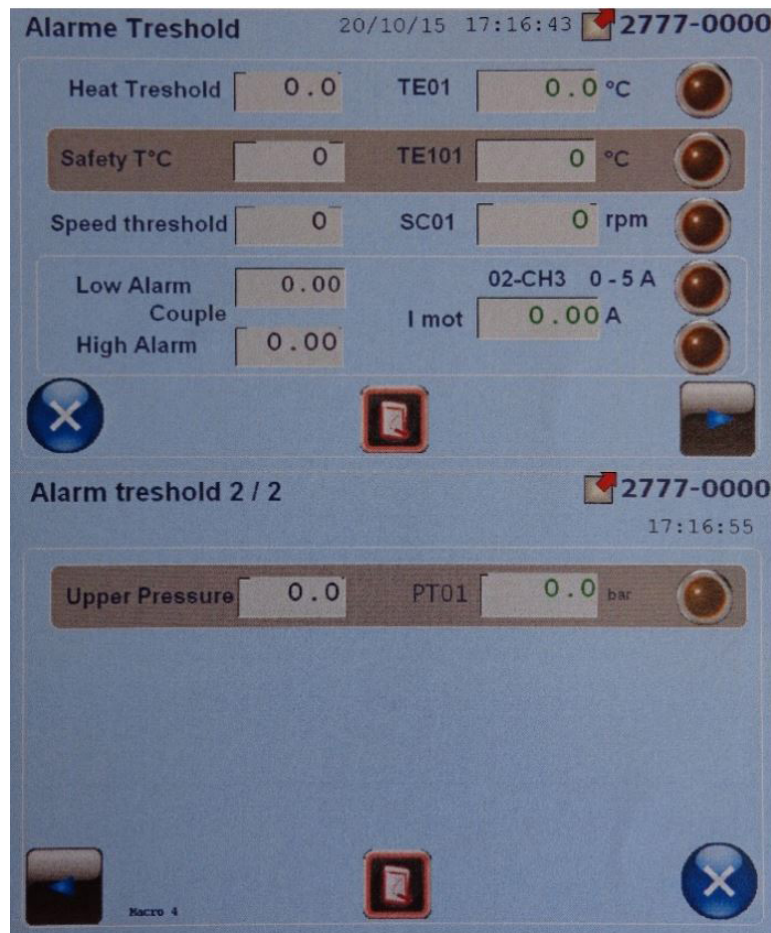 Alarme Treshold 20/10/15 17:16:43 2777-0000
Heat Treshold 0.0 TE01 0.0 °C
Safety T°C 0 TE101 0 °C
Speed threshold 0 SC01 0 rpm
Low Alarm 0.00 02-CH3 0-5 A
Couple I mot 0.00 A
High Alarm 0.00
Alarm treshold 2 / 2 2777-0000
17:16:55
Upper Pressure 0.0 PT01 0.0 bar
Macro 4